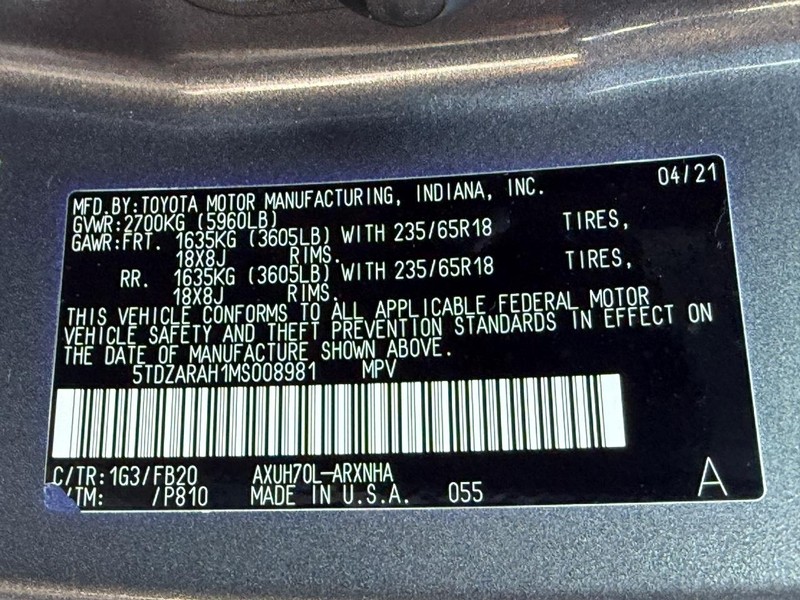 MFD.BY:TOYOTA MOTOR MANUFACTURING, INDIANA, INC. 04/21
GVWR:2700KG (5960LB)
GAWR:FRT. 1635KG (3605LB) WITH 235/65R18 TIRES,
18X8J RIMS.
RR. 1635KG (3605LB) WITH 235/65R18 TIRES,
18X8J RIMS.
THIS VEHICLE CONFORMS TO ALL APPLICABLE FEDERAL MOTOR
VEHICLE SAFETY AND THEFT PREVENTION STANDARDS IN EFFECT ON
THE DATE OF MANUFACTURE SHOWN ABOVE.
5TDZARAH1MS008981 MPV
C/TR:1G3/FB20 AXUH70L-ARXNHA
/TM: /P810 MADE IN U.S.A. 055 A